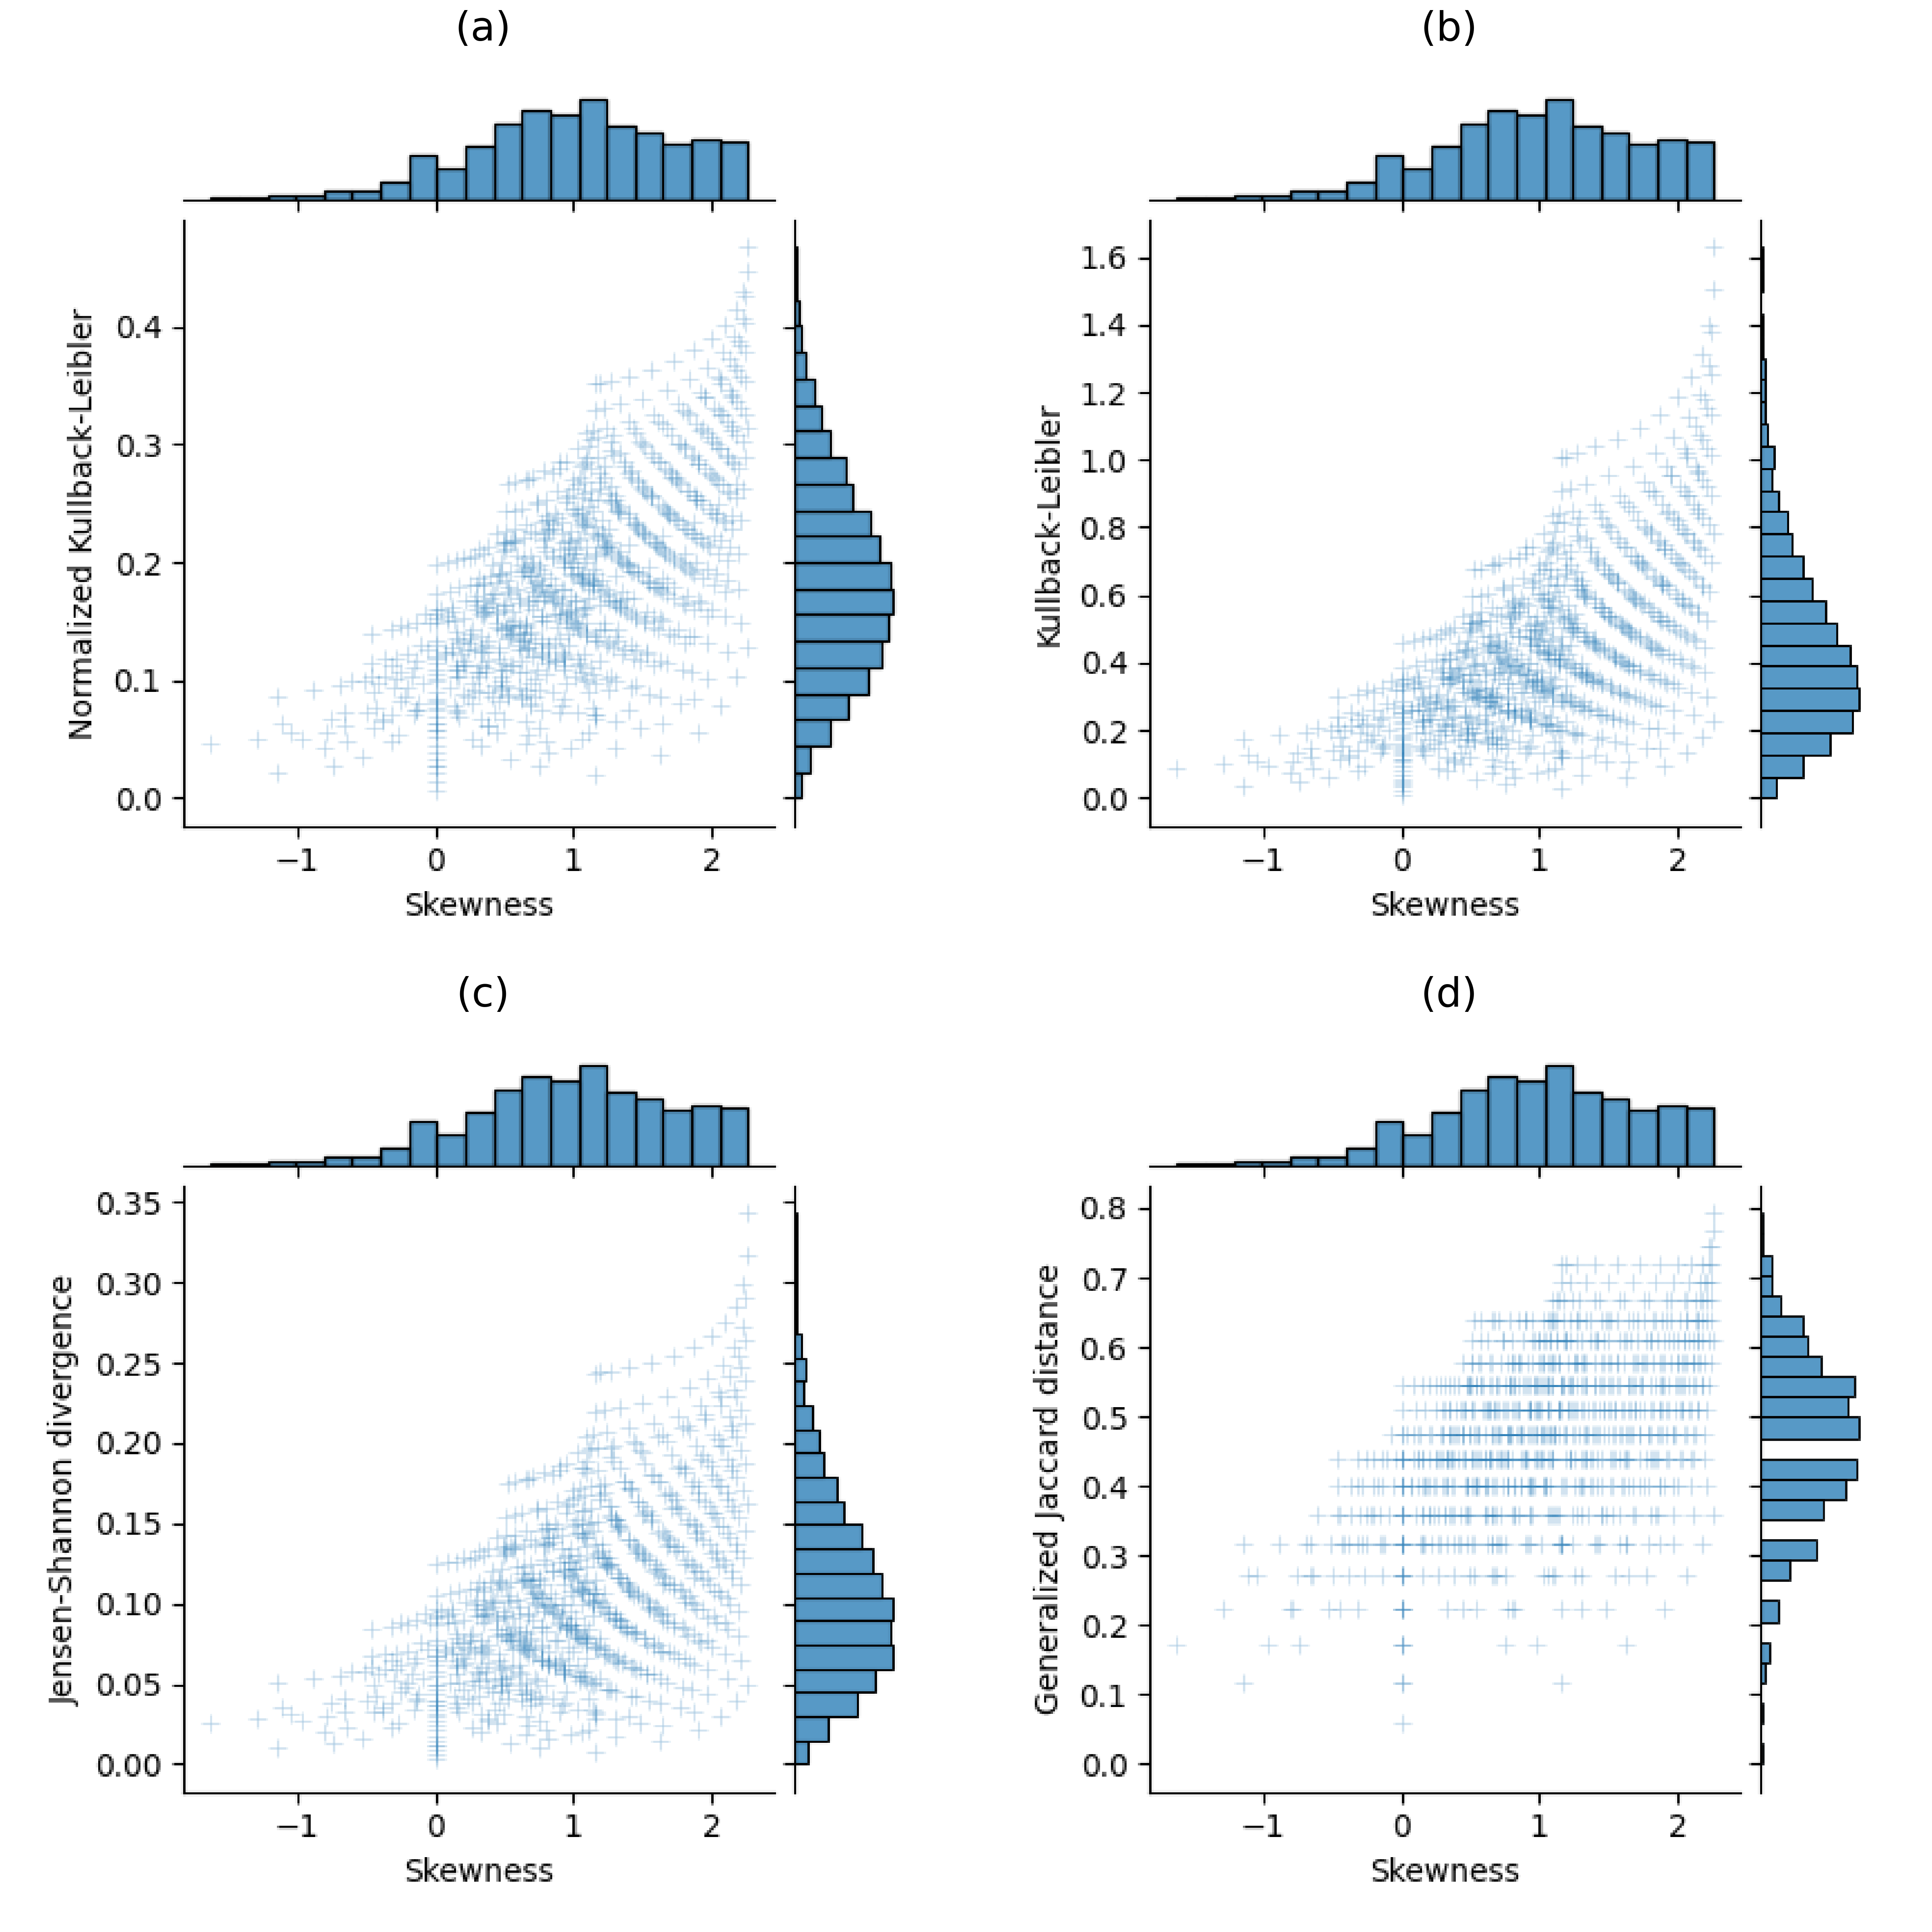 (a)
Normalized Kullback-Leibler
0.4
0.3
0.2
0.1
0.0
−1 0 1 2
Skewness
(b)
Kullback-Leibler
1.6
1.4
1.2
1.0
0.8
0.6
0.4
0.2
0.0
−1 0 1 2
Skewness
(c)
Jensen-Shannon divergence
0.35
0.30
0.25
0.20
0.15
0.10
0.05
0.00
−1 0 1 2
Skewness
(d)
Generalized Jaccard distance
0.8
0.7
0.6
0.5
0.4
0.3
0.2
0.1
0.0
−1 0 1 2
Skewness